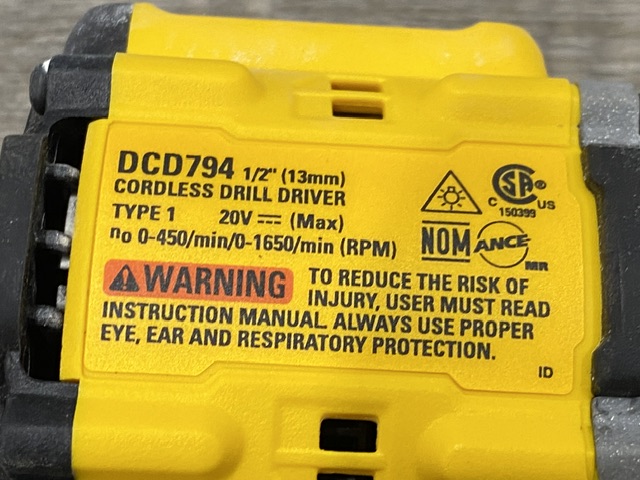 DCD794 1/2" (13mm)
CORDLESS DRILL DRIVER
TYPE 1 20V ⎓ (Max)
no 0-450/min/0-1650/min (RPM)
SA®
C US
150399
NOM ANCE
MR
WARNING TO REDUCE THE RISK OF
INJURY, USER MUST READ
INSTRUCTION MANUAL. ALWAYS USE PROPER
EYE, EAR AND RESPIRATORY PROTECTION.
ID